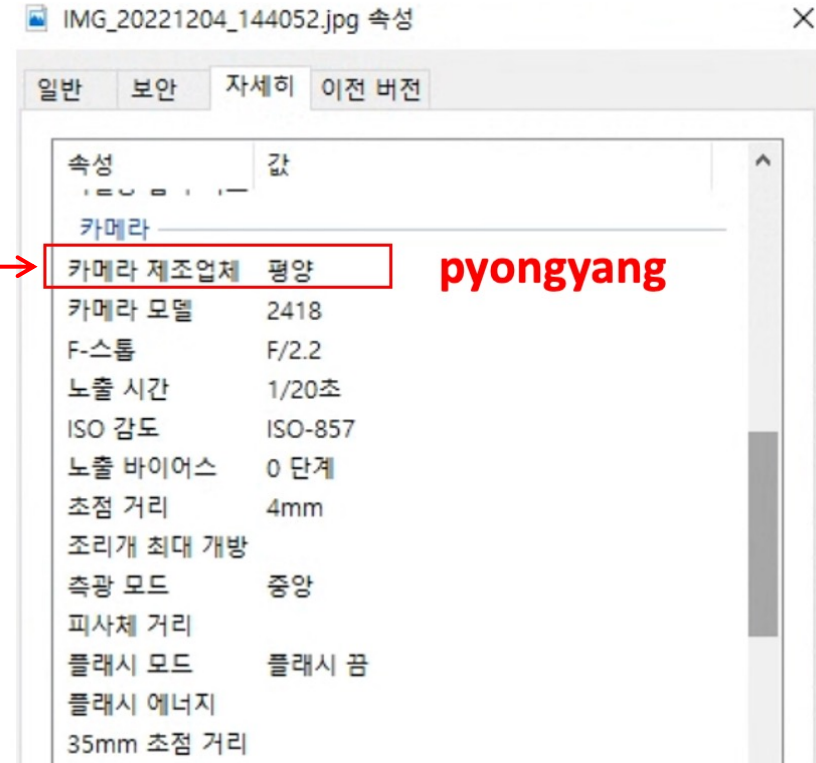 IMG_20221204_144052.jpg 속성
일반 보안 자세히 이전 버전
속성 값
카메라
카메라 제조업체 평양 pyongyang
카메라 모델 2418
F-스톱 F/2.2
노출 시간 1/20초
ISO 감도 ISO-857
노출 바이어스 0 단계
초점 거리 4mm
조리개 최대 개방
측광 모드 중앙
피사체 거리
플래시 모드 플래시 끔
플래시 에너지
35mm 초점 거리